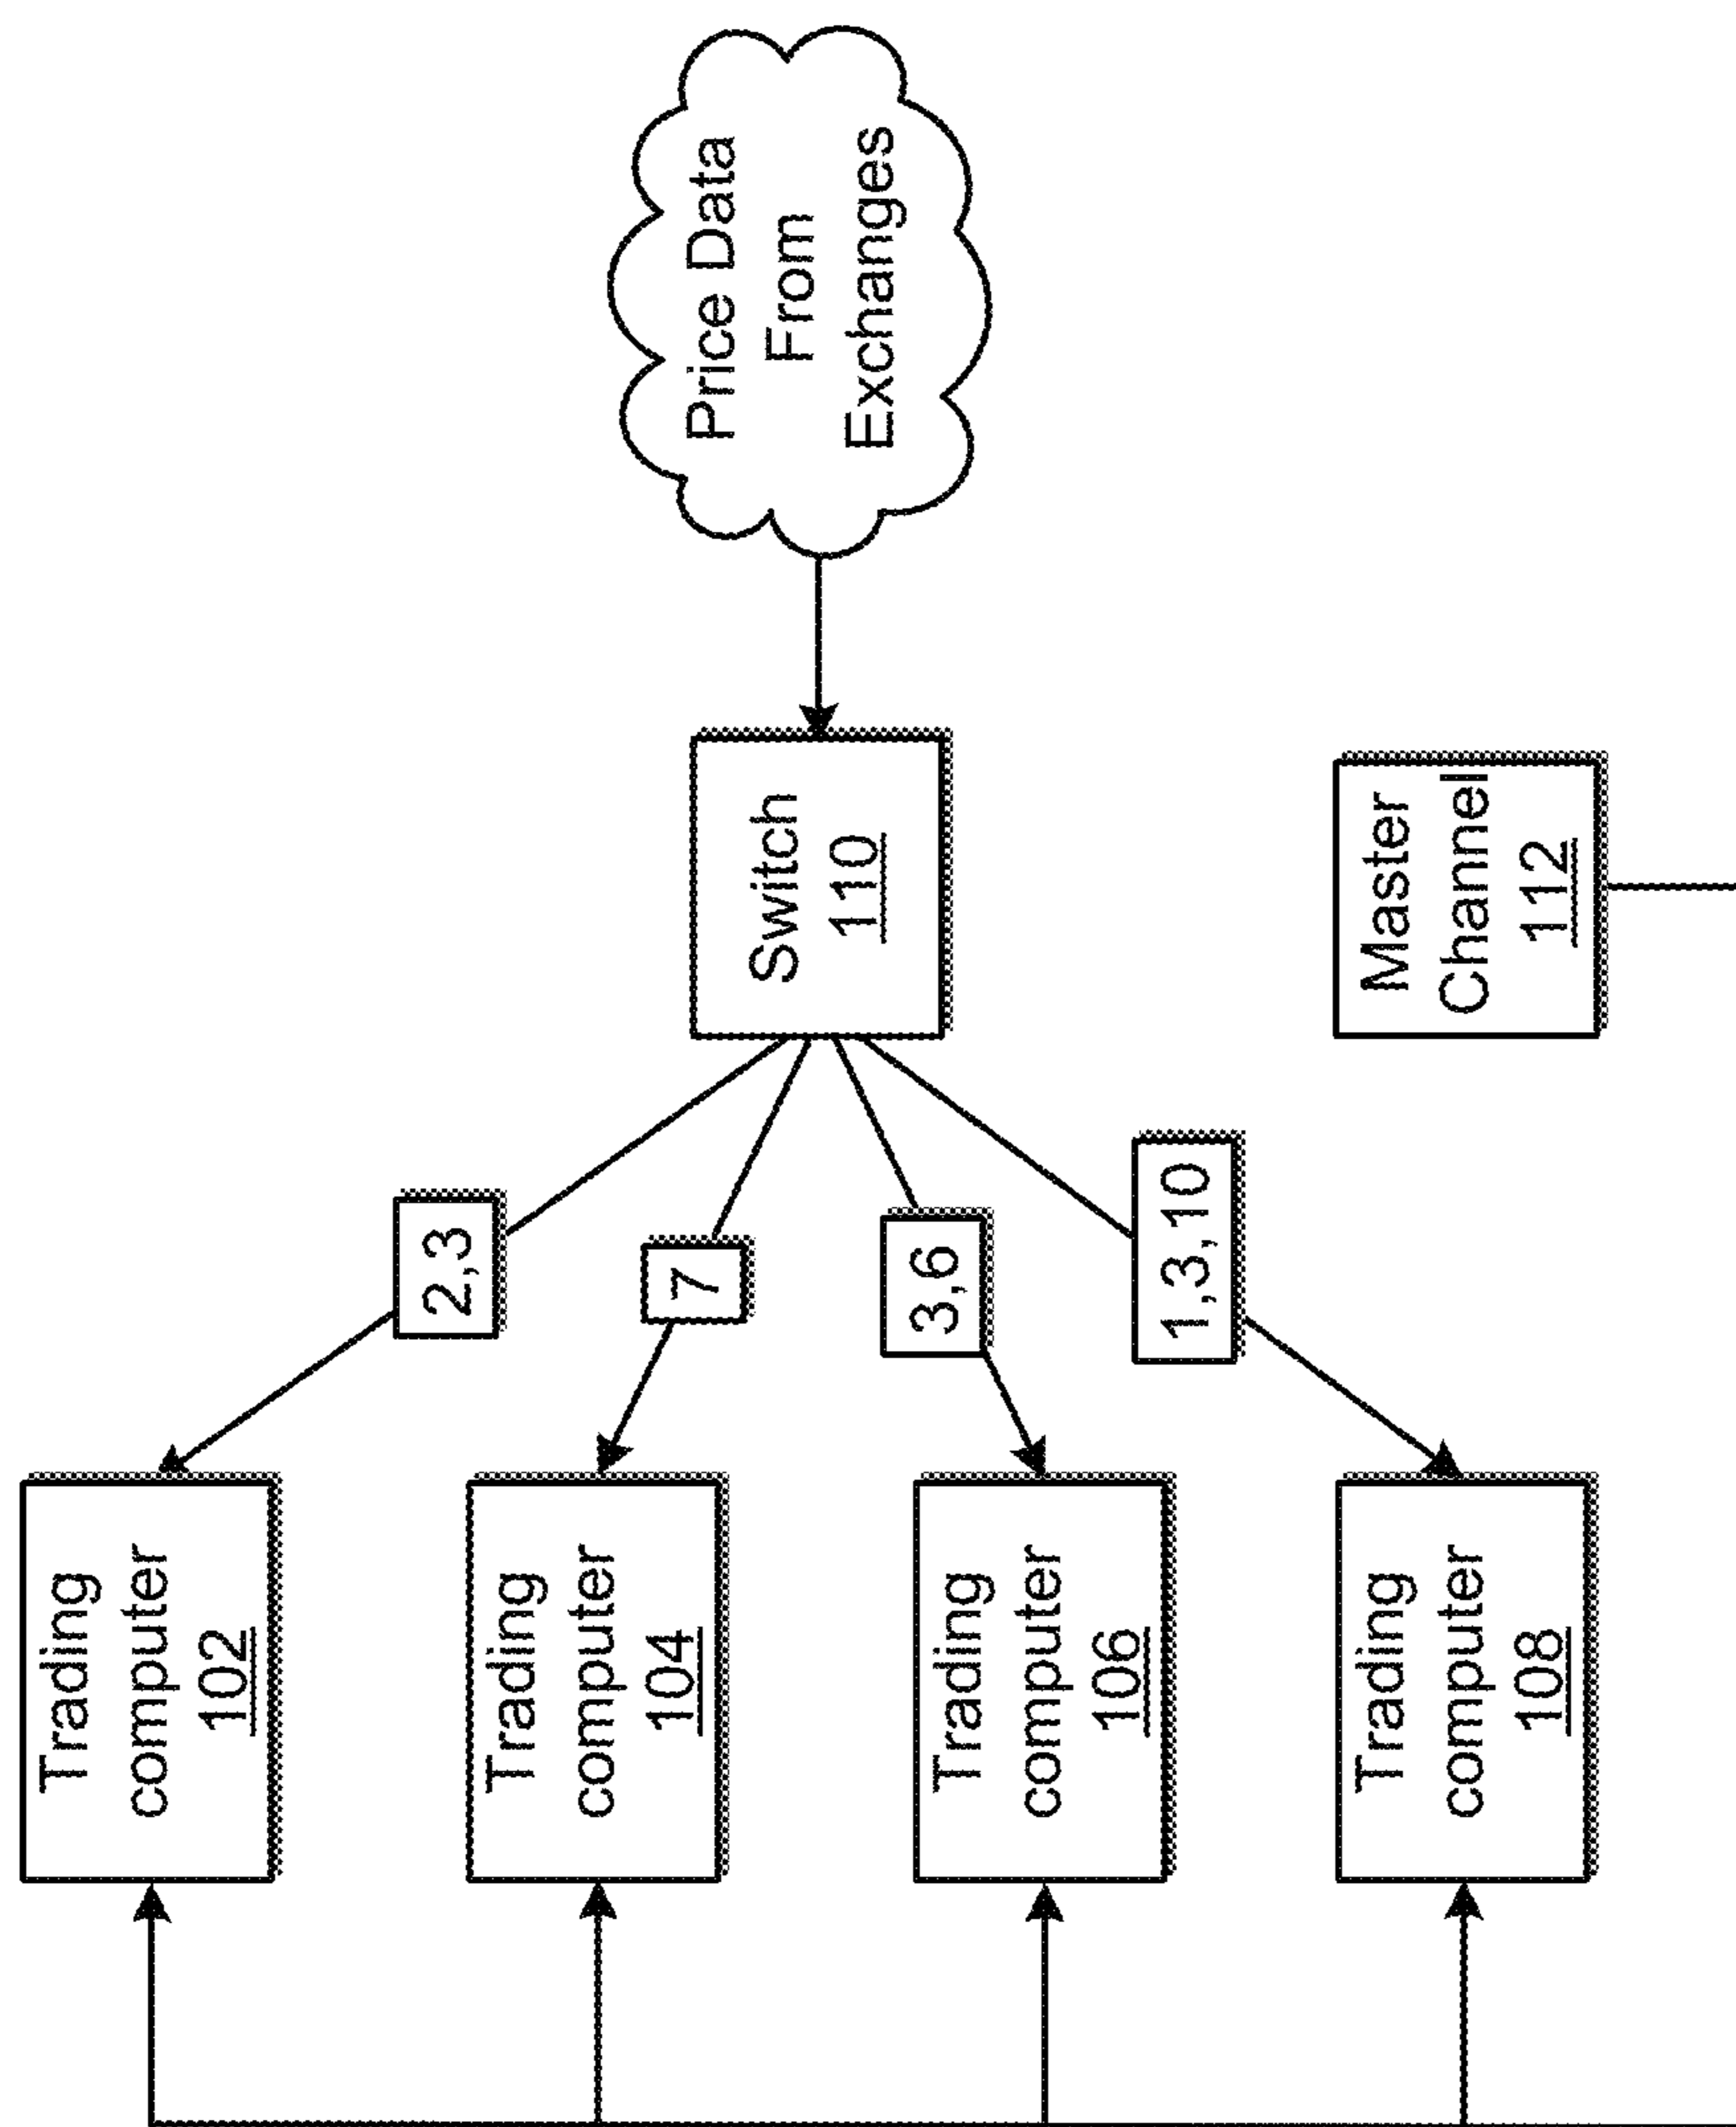 Price Data
From
Exchanges
Switch
110
Master
Channel
112
2,3
7
3,6
1,3,10
Trading
computer
102
Trading
computer
104
Trading
computer
106
Trading
computer
108